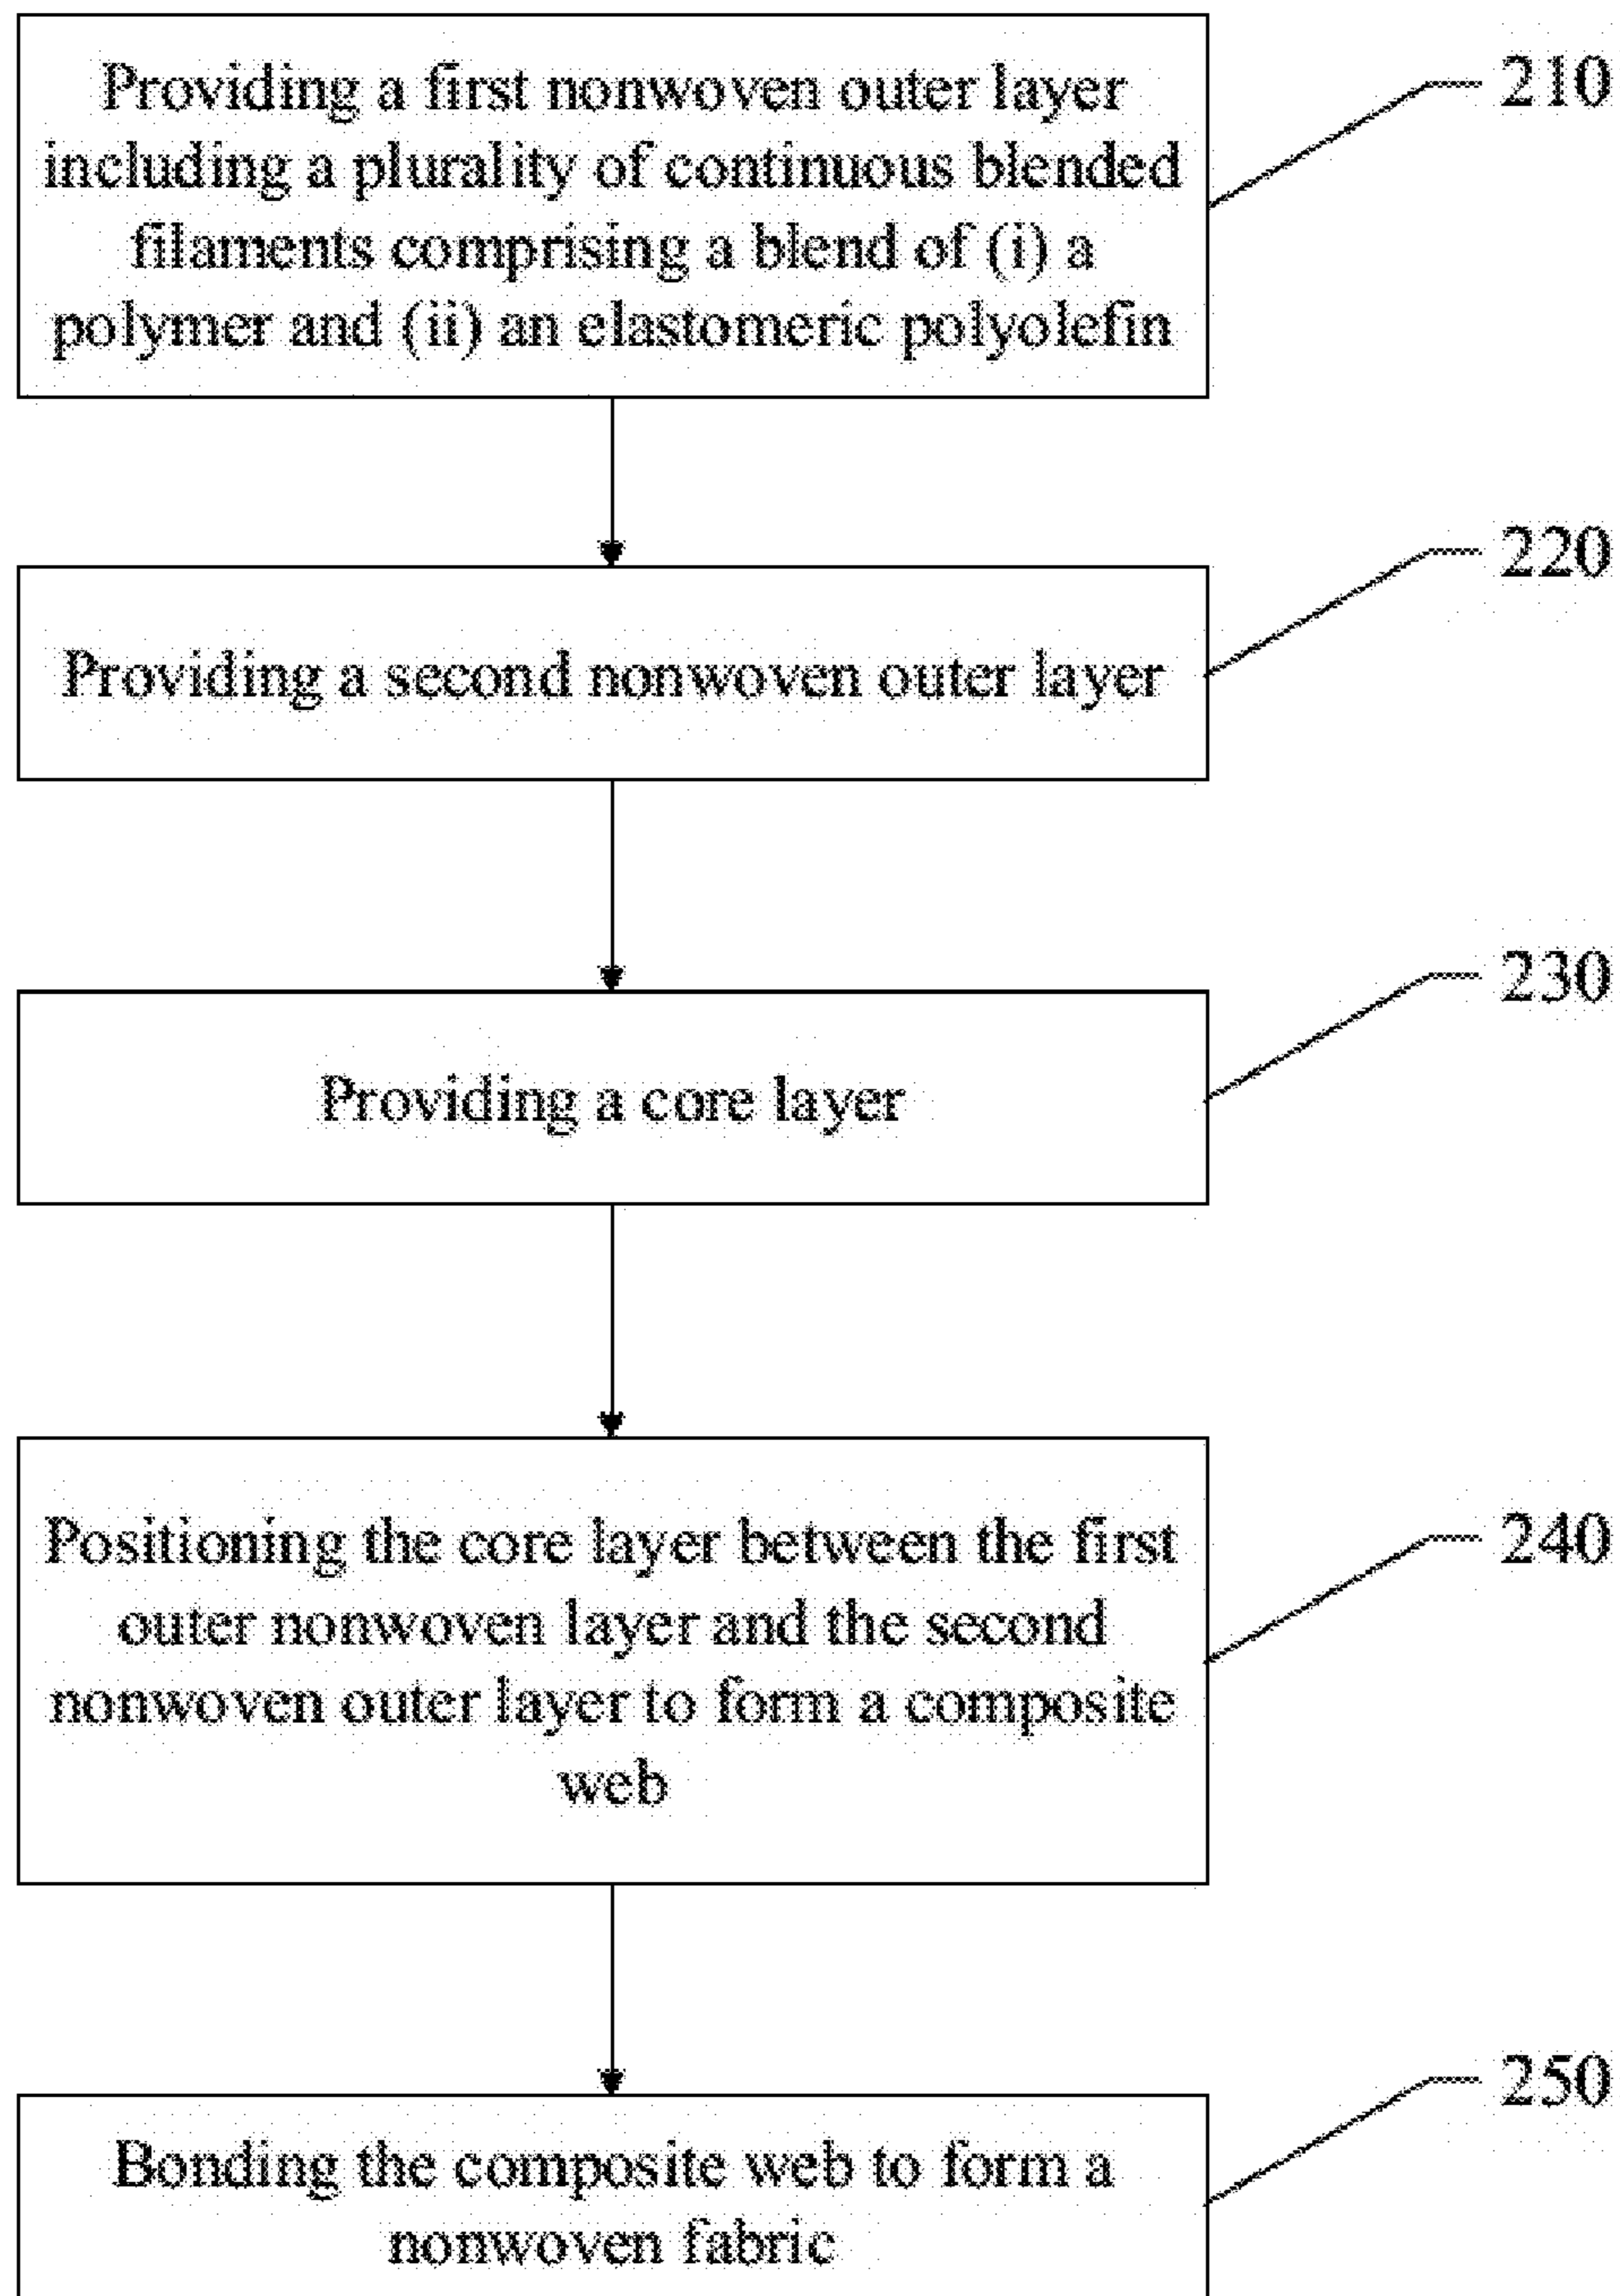 Providing a first nonwoven outer layer
including a plurality of continuous blended
filaments comprising a blend of (i) a
polymer and (ii) an elastomeric polyolefin
210
Providing a second nonwoven outer layer
220
Providing a core layer
230
Positioning the core layer between the first
outer nonwoven layer and the second
nonwoven outer layer to form a composite
web
240
Bonding the composite web to form a
nonwoven fabric
250